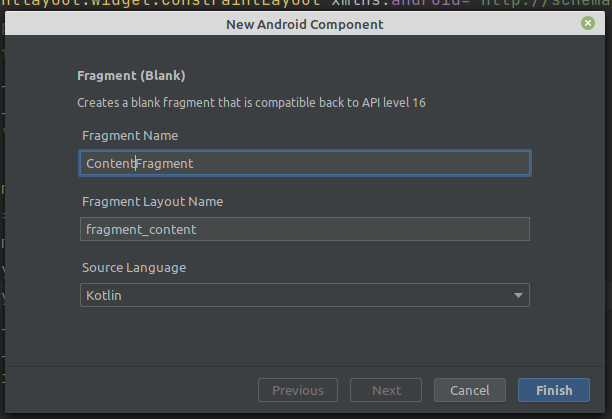 ntLayout.widget.ConstraintLayout xmlns:android="http://schema
New Android Component
Fragment (Blank)
Creates a blank fragment that is compatible back to API level 16
Fragment Name
ContentFragment
Fragment Layout Name
fragment_content
Source Language
Kotlin
Previous
Next
Cancel
Finish